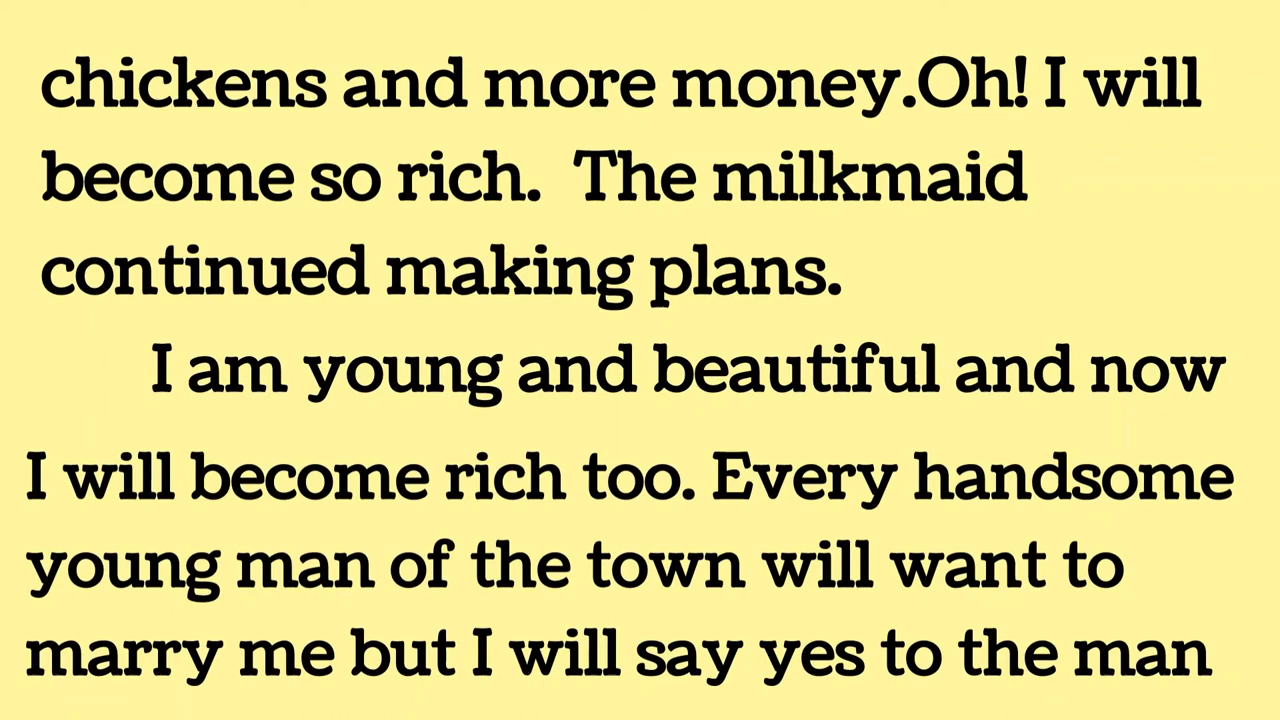 chickens and more money.Oh! I will
become so rich.  The milkmaid
continued making plans.
I am young and beautiful and now
I will become rich too. Every handsome
young man of the town will want to
marry me but I will say yes to the man